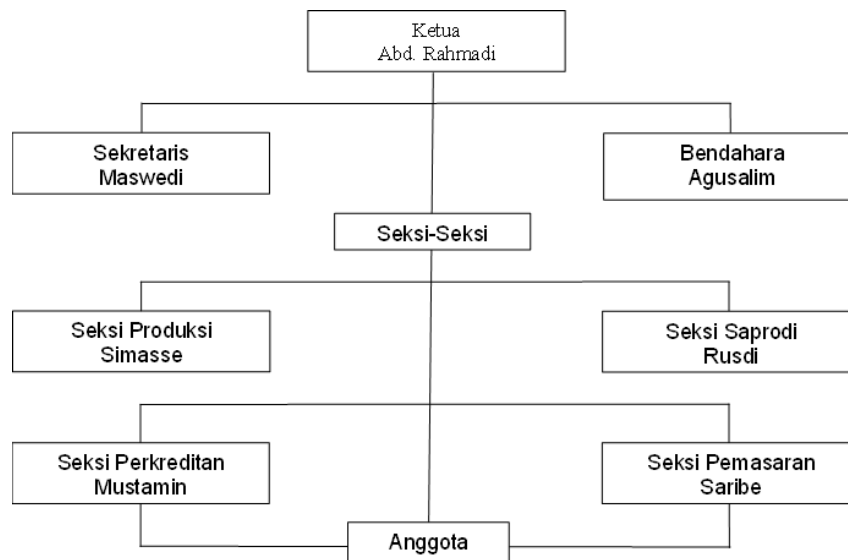 Ketua
Abd. Rahmadi
Sekretaris
Maswedi
Bendahara
Agusalim
Seksi-Seksi
Seksi Produksi
Simasse
Seksi Saprodi
Rusdi
Seksi Perkreditan
Mustamin
Seksi Pemasaran
Saribe
Anggota